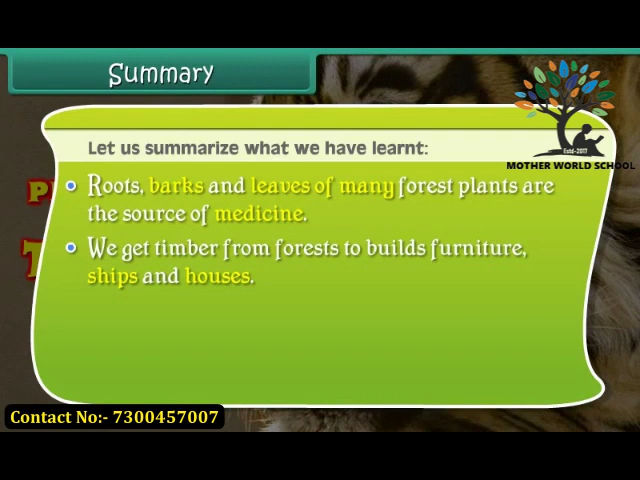 Summary
Estd-2017
MOTHER WORLD SCHOOL
Let us summarize what we have learnt:
Roots, barks and leaves of many forest plants are
the source of medicine.
We get timber from forests to builds furniture,
ships and houses.
Contact No:- 7300457007